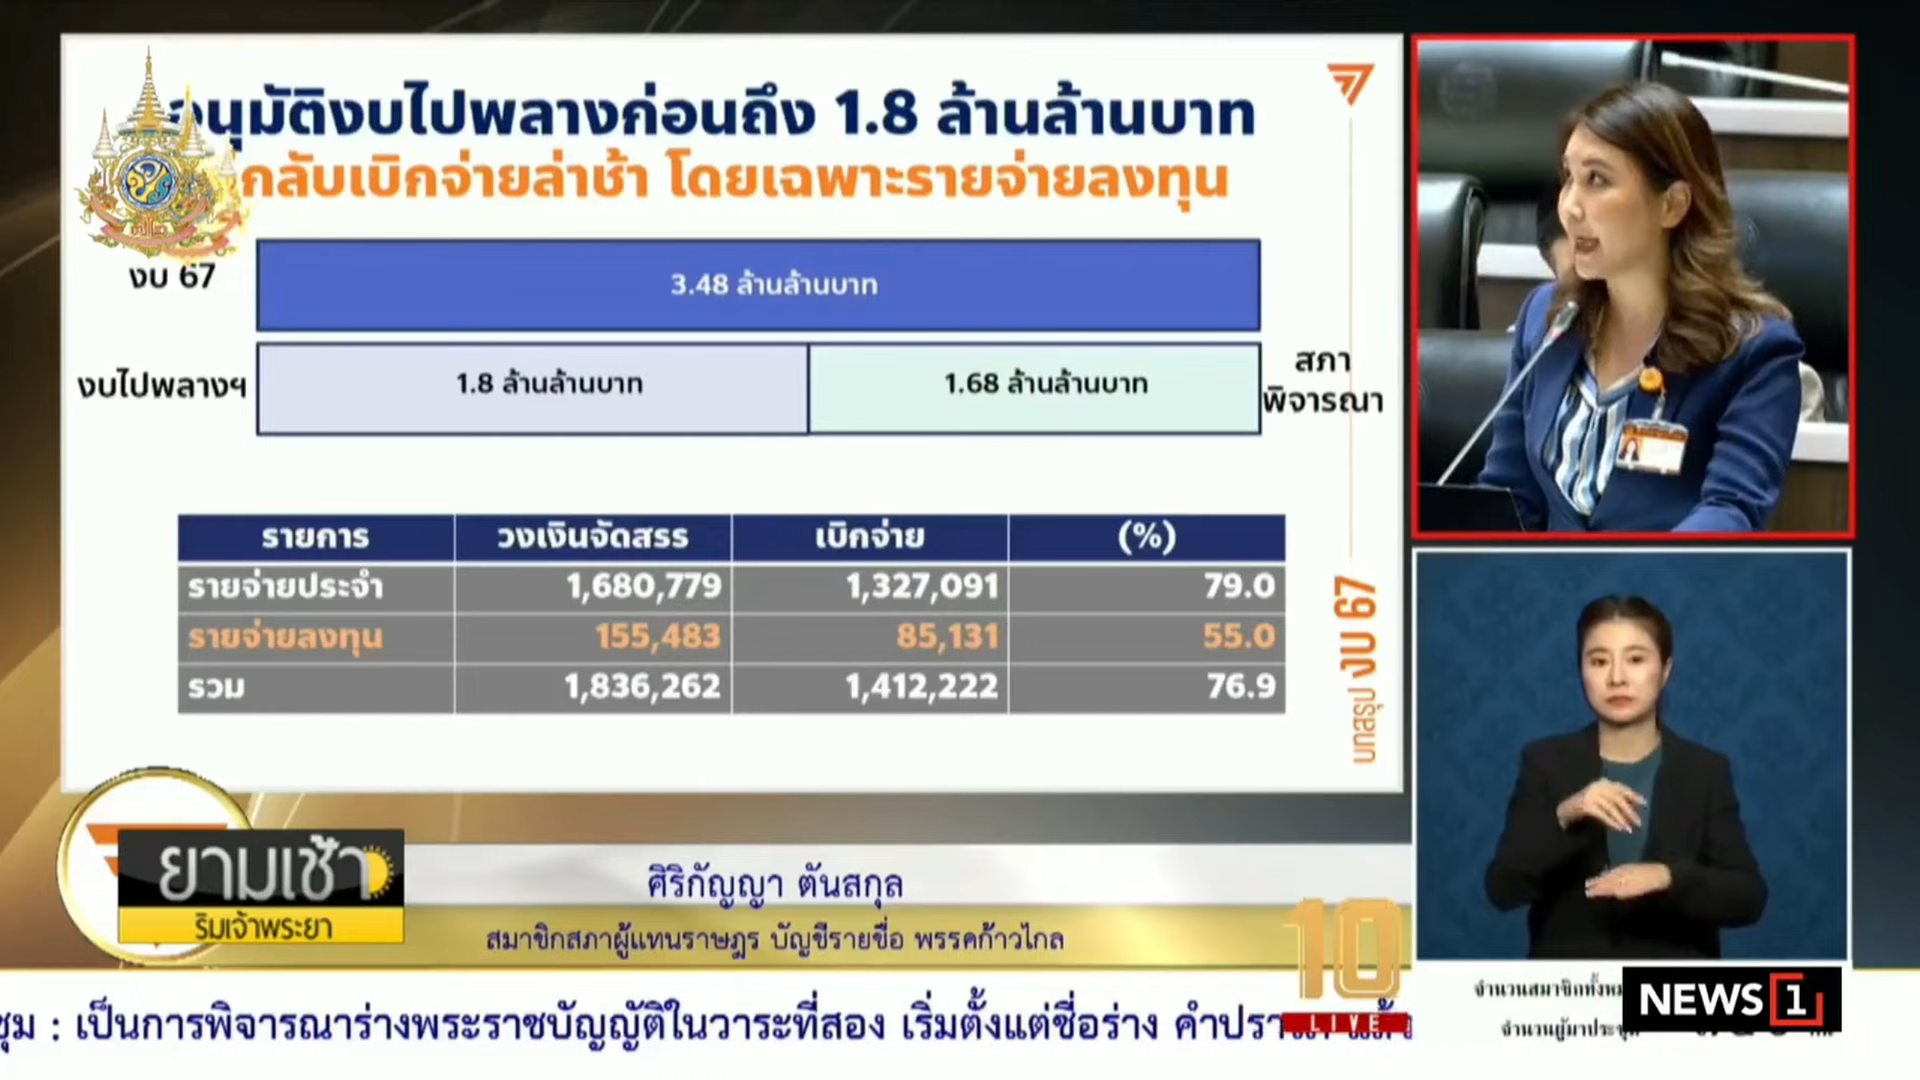 อนุมัติงบไปพลางก่อนถึง 1.8 ล้านล้านบาท
กลับเบิกจ่ายล่าช้า โดยเฉพาะรายจ่ายลงทุน
งบ 67
3.48 ล้านล้านบาท
งบไปพลางฯ
1.8 ล้านล้านบาท
1.68 ล้านล้านบาท
สภา
พิจารณา
รายการ วงเงินจัดสรร เบิกจ่าย (%)
รายจ่ายประจำ 1,680,779 1,327,091 79.0
รายจ่ายลงทุน 155,483 85,131 55.0
รวม 1,836,262 1,412,222 76.9
บทสรุป งบ 67
ยามเช้า
ริมเจ้าพระยา
ศิริกัญญา ตันสกุล
สมาชิกสภาผู้แทนราษฎร บัญชีรายชื่อ พรรคก้าวไกล
10
LIVE
: เป็นการพิจารณาร่างพระราชบัญญัติในวาระที่สอง เริ่มตั้งแต่ชื่อร่าง
NEWS 1